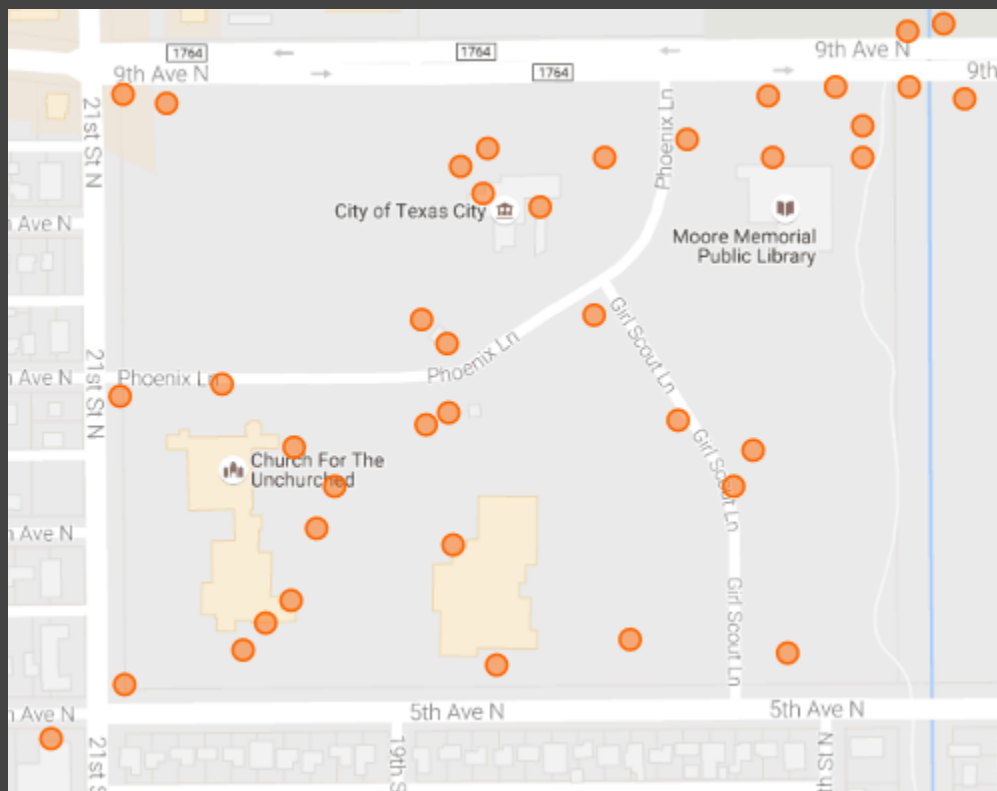 1764
1764
9th Ave N
9th Ave N
1764
9th
21st St N
Phoenix Ln
Ave N
City of Texas City
Moore Memorial
Public Library
Girl Scout Ln
Phoenix Ln
21st St N
Ave N
Phoenix Ln
Girl Scout Ln
Church For The
Unchurched
Ave N
Girl Scout Ln
5th Ave N
5th Ave N
Ave N
21st S
19th S